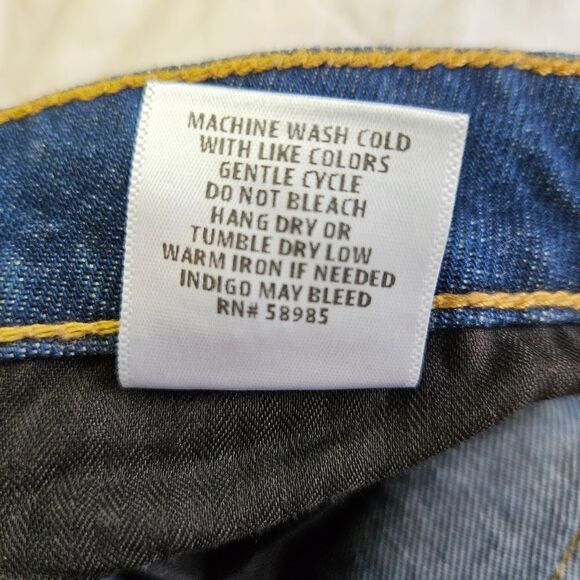 MACHINE WASH COLD
WITH LIKE COLORS
GENTLE CYCLE
DO NOT BLEACH
HANG DRY OR
TUMBLE DRY LOW
WARM IRON IF NEEDED
INDIGO MAY BLEED
RN# 58985